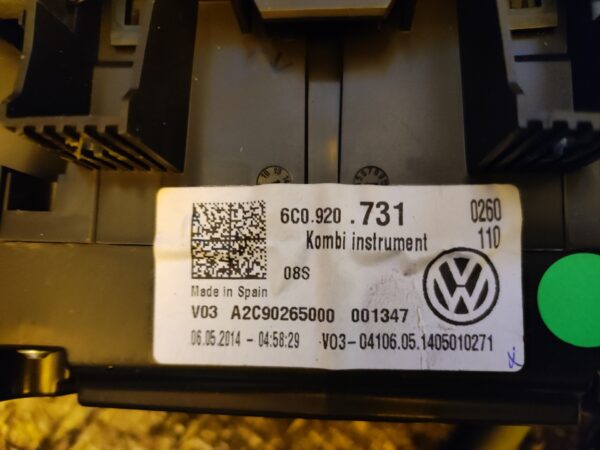 6C0.920 .731 0260
Kombi instrument 110
08S
Made in Spain
V03 A2C90265000 001347
06.05.2014 - 04:58:29 V03-04106.05.1405010271